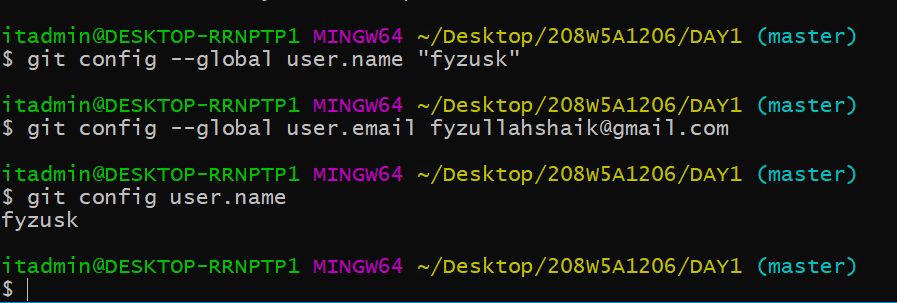 itadmin@DESKTOP-RRNPTP1 MINGW64 ~/Desktop/208W5A1206/DAY1 (master)
$ git config --global user.name "fyzusk"
itadmin@DESKTOP-RRNPTP1 MINGW64 ~/Desktop/208W5A1206/DAY1 (master)
$ git config --global user.email fyzullahshaik@gmail.com
itadmin@DESKTOP-RRNPTP1 MINGW64 ~/Desktop/208W5A1206/DAY1 (master)
$ git config user.name
fyzusk
itadmin@DESKTOP-RRNPTP1 MINGW64 ~/Desktop/208W5A1206/DAY1 (master)
$